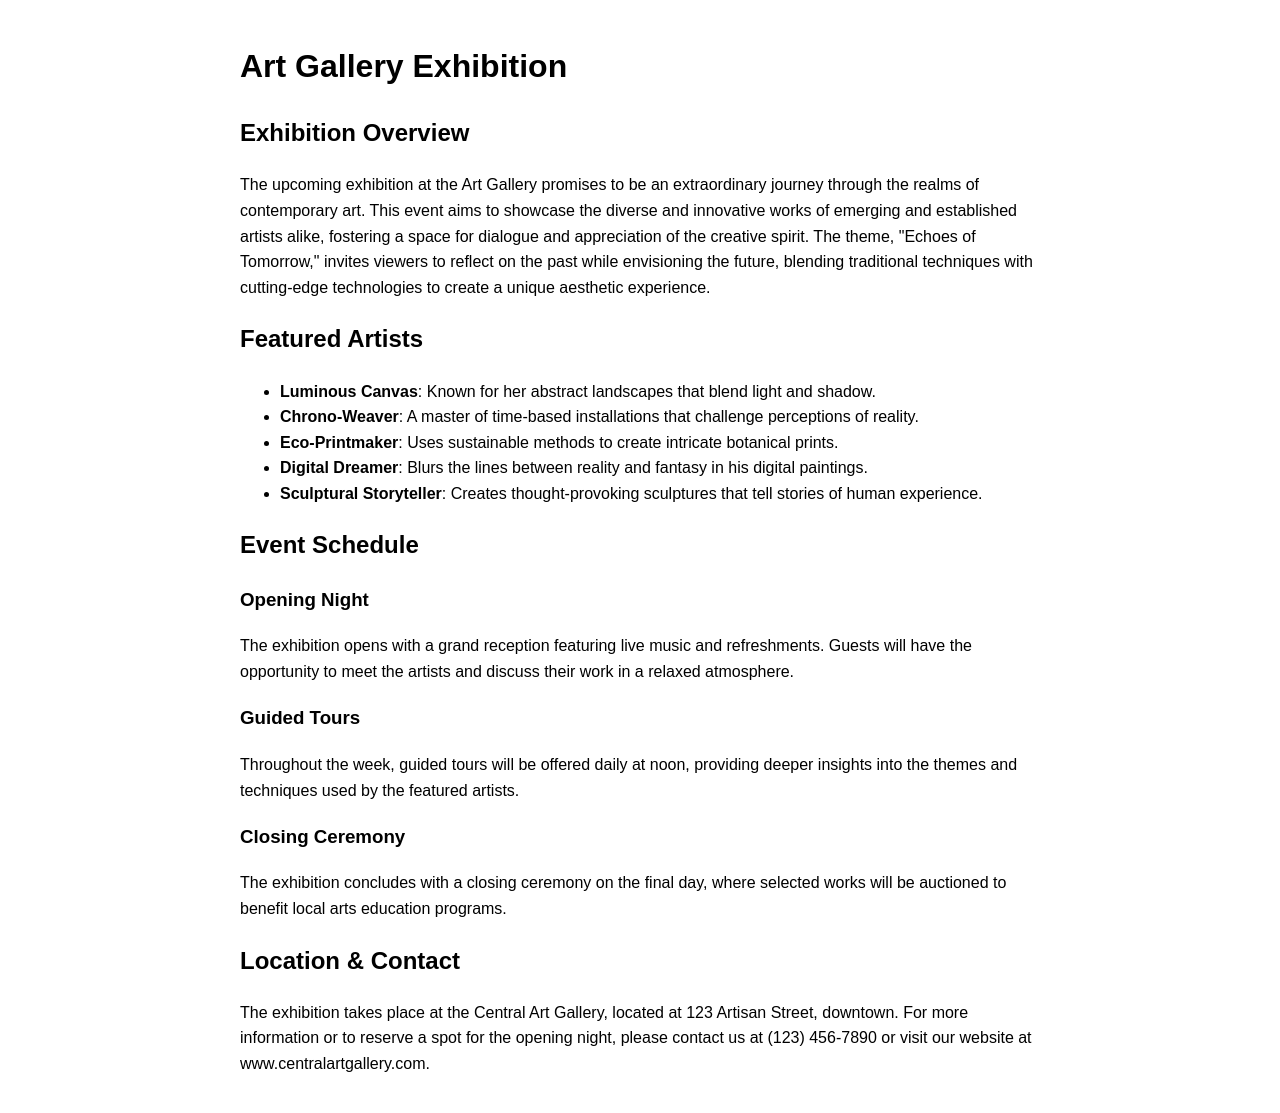 Art Gallery Exhibition
Exhibition Overview
The upcoming exhibition at the Art Gallery promises to be an extraordinary journey through the realms of
contemporary art. This event aims to showcase the diverse and innovative works of emerging and established
artists alike, fostering a space for dialogue and appreciation of the creative spirit. The theme, "Echoes of
Tomorrow," invites viewers to reflect on the past while envisioning the future, blending traditional techniques with
cutting-edge technologies to create a unique aesthetic experience.
Featured Artists
• Luminous Canvas: Known for her abstract landscapes that blend light and shadow.
• Chrono-Weaver: A master of time-based installations that challenge perceptions of reality.
• Eco-Printmaker: Uses sustainable methods to create intricate botanical prints.
• Digital Dreamer: Blurs the lines between reality and fantasy in his digital paintings.
• Sculptural Storyteller: Creates thought-provoking sculptures that tell stories of human experience.
Event Schedule
Opening Night
The exhibition opens with a grand reception featuring live music and refreshments. Guests will have the
opportunity to meet the artists and discuss their work in a relaxed atmosphere.
Guided Tours
Throughout the week, guided tours will be offered daily at noon, providing deeper insights into the themes and
techniques used by the featured artists.
Closing Ceremony
The exhibition concludes with a closing ceremony on the final day, where selected works will be auctioned to
benefit local arts education programs.
Location & Contact
The exhibition takes place at the Central Art Gallery, located at 123 Artisan Street, downtown. For more
information or to reserve a spot for the opening night, please contact us at (123) 456-7890 or visit our website at
www.centralartgallery.com.